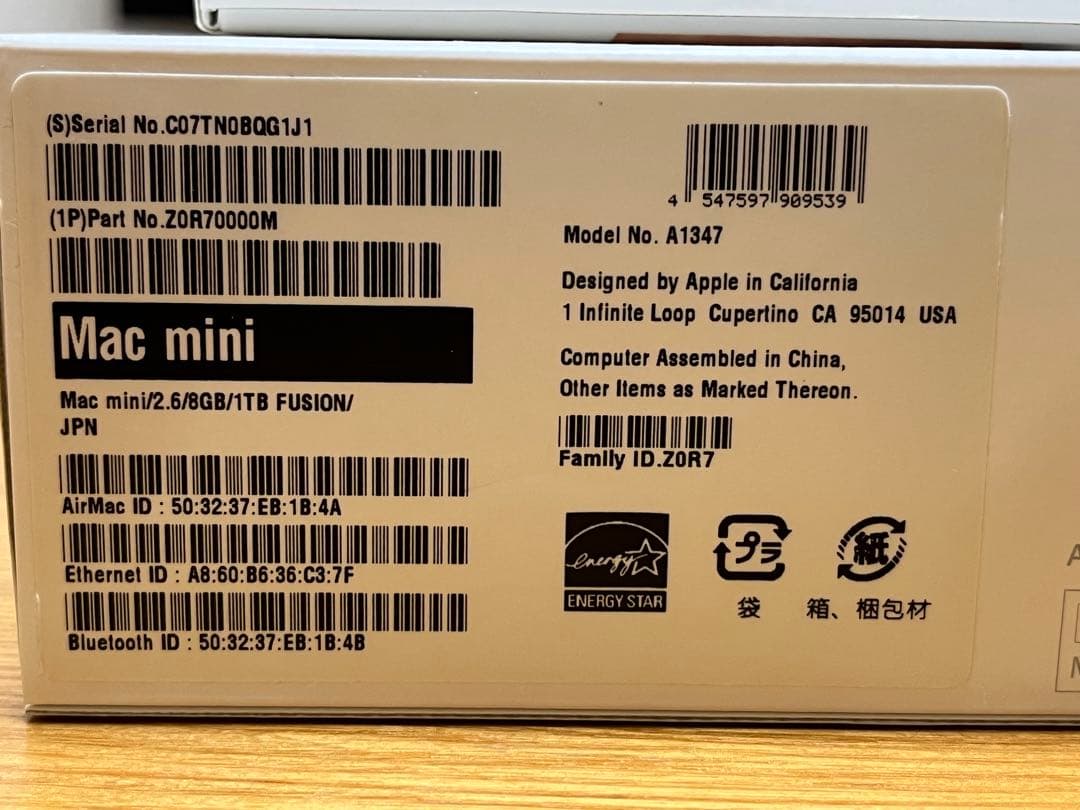 (S)Serial No.C07TN0BQG1J1
(1P)Part No.Z0R70000M
Mac mini
Mac mini/2.6/8GB/1TB FUSION/
JPN
AirMac ID : 50:32:37:EB:1B:4A
Ethernet ID : A8:60:B6:36:C3:7F
Bluetooth ID : 50:32:37:EB:1B:4B
4 547597 909539
Model No. A1347
Designed by Apple in California
1 Infinite Loop Cupertino CA 95014 USA
Computer Assembled in China,
Other Items as Marked Thereon.
Family ID.Z0R7
energy
ENERGY STAR
プラ
袋
紙
箱、梱包材